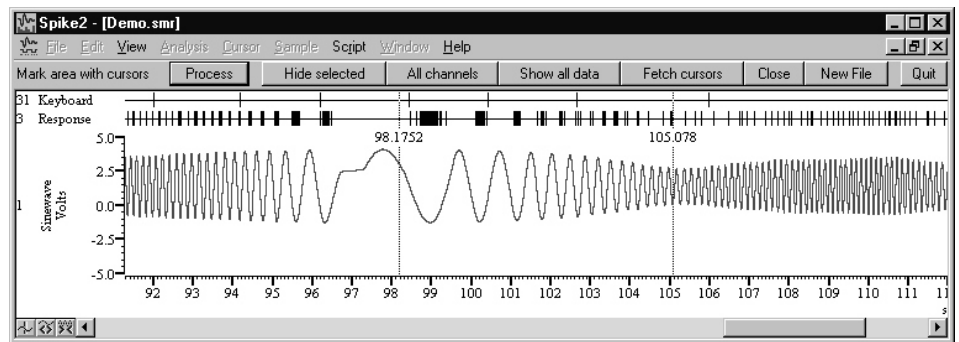 Spike2 - [Demo.smr]
File Edit View Analysis Cursor Sample Script Window Help
Mark area with cursors Process Hide selected All channels Show all data Fetch cursors Close New File Quit
31 Keyboard
3 Response
98.1752 105.078
5.0
2.5
0.0
-2.5
-5.0
1
Sinewave
Volts
92 93 94 95 96 97 98 99 100 101 102 103 104 105 106 107 108 109 110 111 11
s